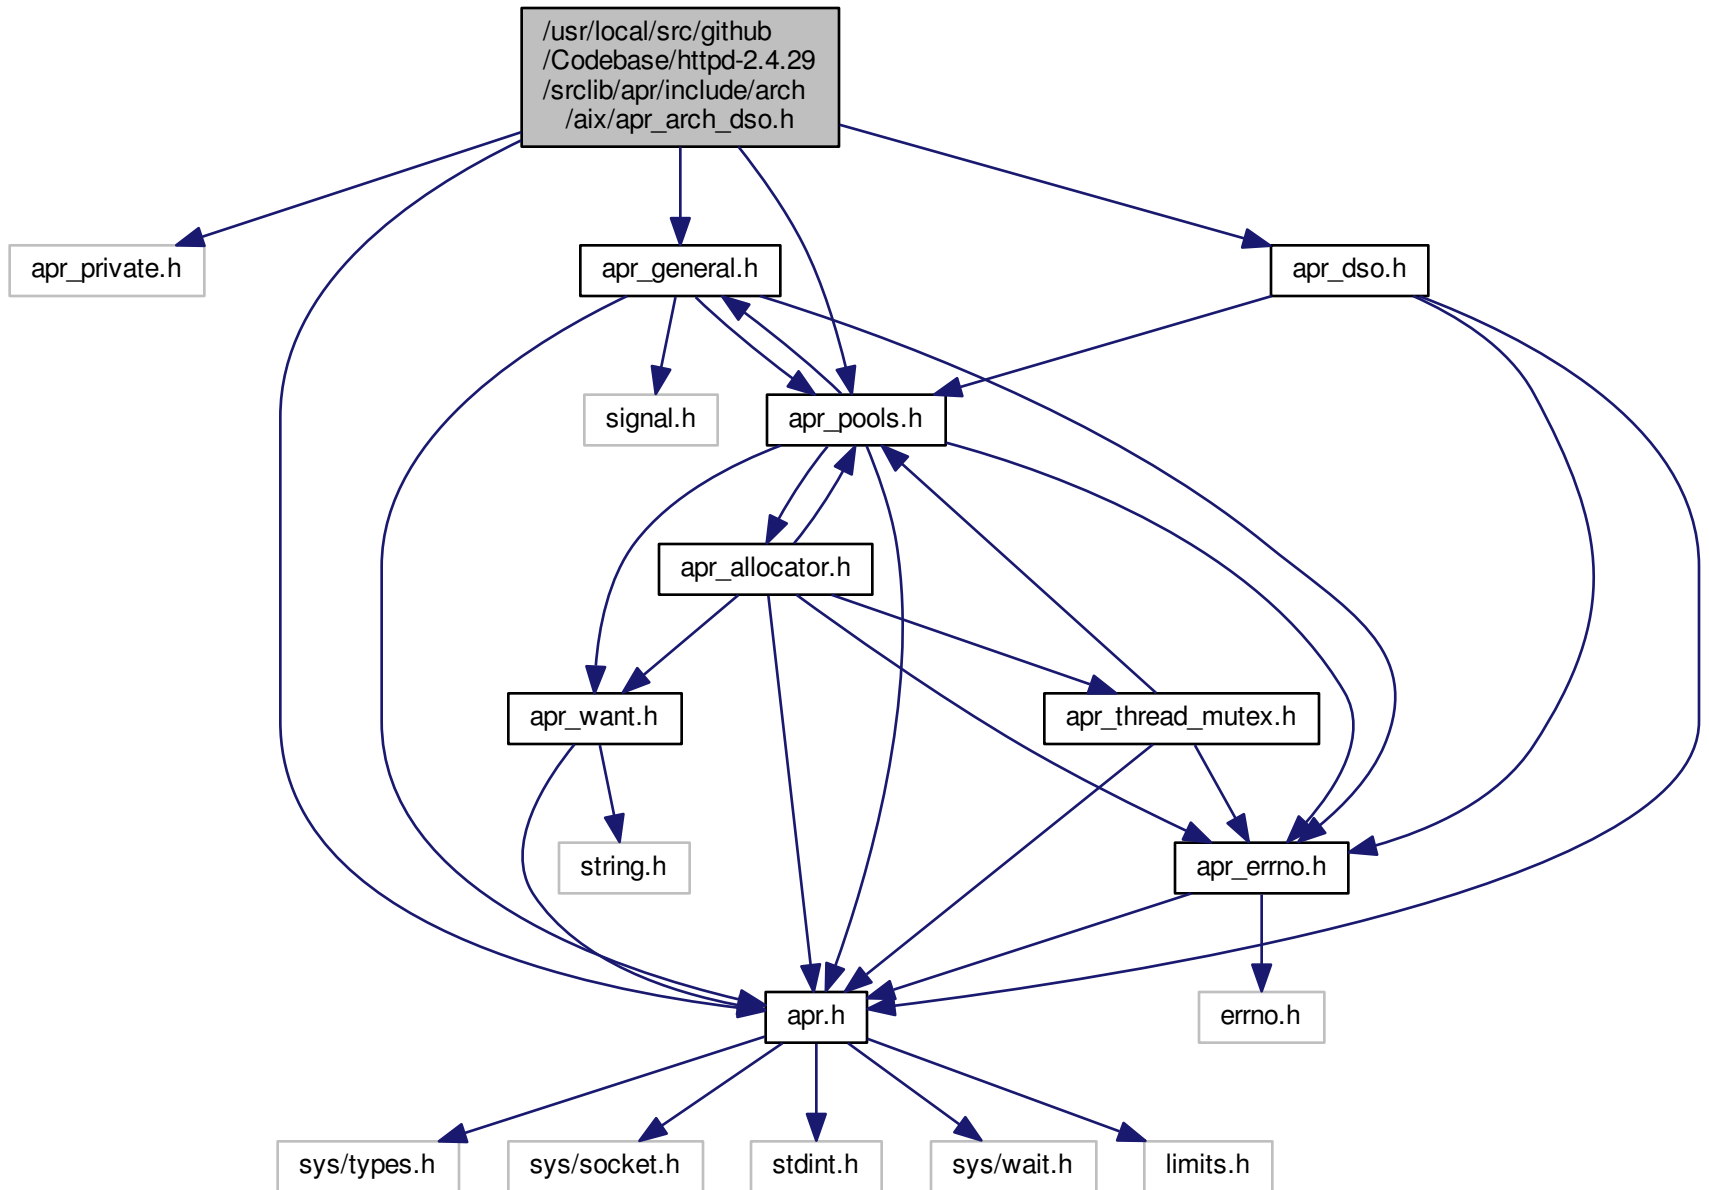 /usr/local/src/github
/Codebase/httpd-2.4.29
/srclib/apr/include/arch
/aix/apr_arch_dso.h
apr_private.h
apr_general.h
apr_dso.h
signal.h
apr_pools.h
apr_allocator.h
apr_want.h
apr_thread_mutex.h
string.h
apr_errno.h
apr.h
errno.h
sys/types.h
sys/socket.h
stdint.h
sys/wait.h
limits.h